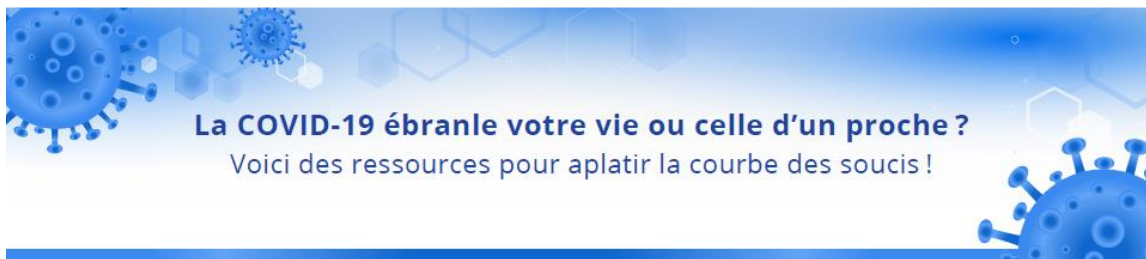 La COVID-19 ébranle votre vie ou celle d’un proche ?
Voici des ressources pour aplatir la courbe des soucis !